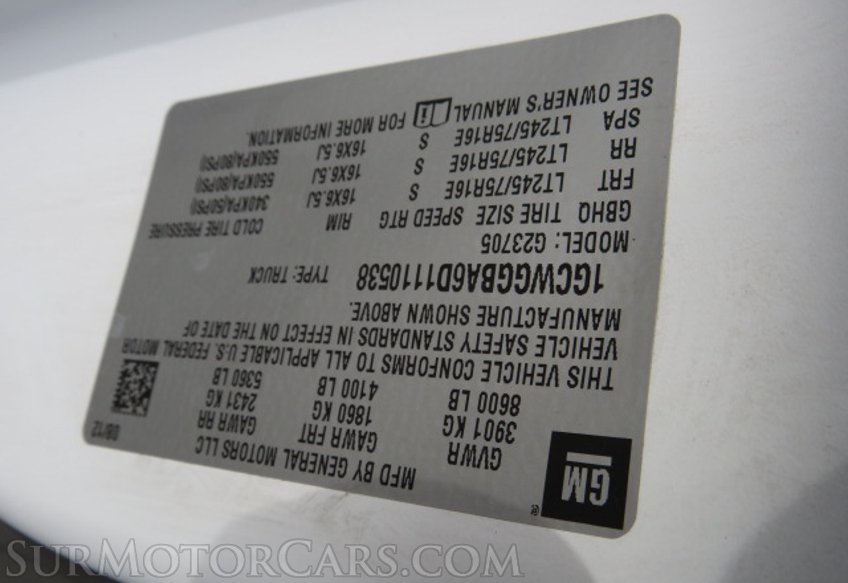 MFD BY GENERAL MOTORS LLC 08/12
GM ®
GVWR GAWR FRT GAWR RR
3901 KG 1860 KG 2431 KG
8600 LB 4100 LB 5360 LB
THIS VEHICLE CONFORMS TO ALL APPLICABLE U.S. FEDERAL MOTOR
VEHICLE SAFETY STANDARDS IN EFFECT ON THE DATE OF
MANUFACTURE SHOWN ABOVE.
1GCWGGBA6D1110538 TYPE: TRUCK
MODEL: G23705
GBHQ TIRE SIZE SPEED RTG RIM COLD TIRE PRESSURE
FRT LT245/75R16E S 16X6.5J 340KPA(50PSI)
RR LT245/75R16E S 16X6.5J 550KPA(80PSI)
SPA LT245/75R16E S 16X6.5J 550KPA(80PSI)
SEE OWNER'S MANUAL i FOR MORE INFORMATION.
SURMOTORCARS.COM